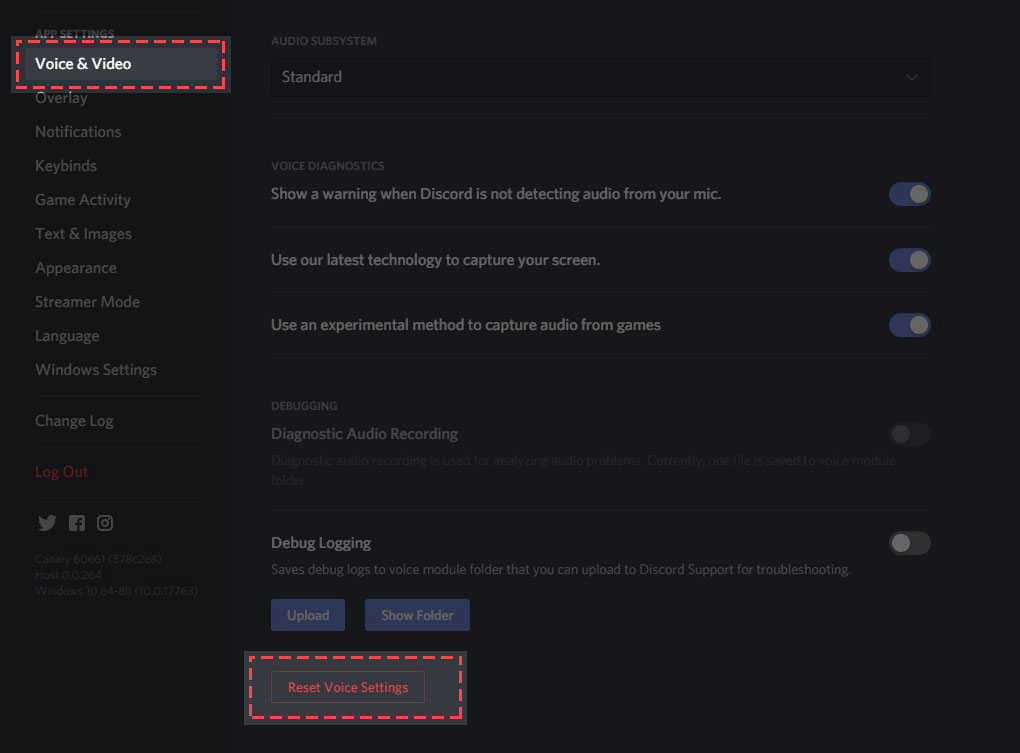 APP SETTINGS
Voice & Video
Overlay
Notifications
Keybinds
Game Activity
Text & Images
Appearance
Streamer Mode
Language
Windows Settings
Change Log
Log Out
Canary 60661 (578c2e8)
Host 0.0.264
Windows 10 64-Bit (10.0.17763)
AUDIO SUBSYSTEM
Standard
VOICE DIAGNOSTICS
Show a warning when Discord is not detecting audio from your mic.
Use our latest technology to capture your screen.
Use an experimental method to capture audio from games
DEBUGGING
Diagnostic Audio Recording
Diagnostic audio recording is used for analyzing audio problems. Currently, one file is saved to voice module
folder.
Debug Logging
Saves debug logs to voice module folder that you can upload to Discord Support for troubleshooting.
Upload
Show Folder
Reset Voice Settings